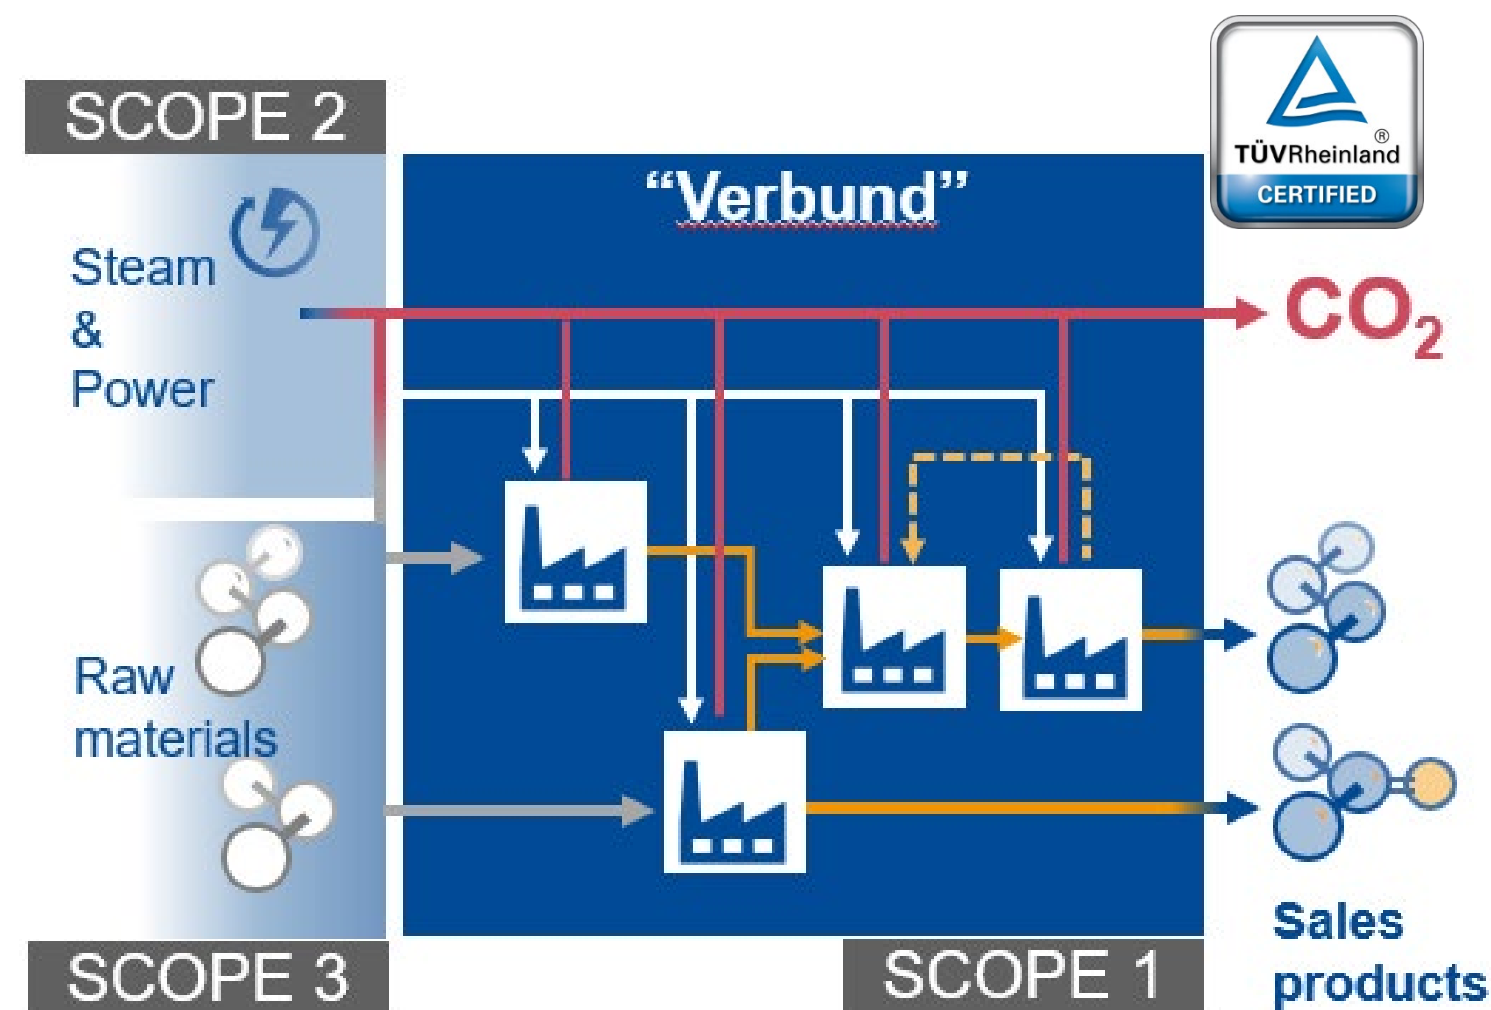 SCOPE 2
Steam
&
Power
"Verbund"
TÜVRheinland
®
CERTIFIED
CO₂
Raw
materials
SCOPE 3
SCOPE 1
Sales
products